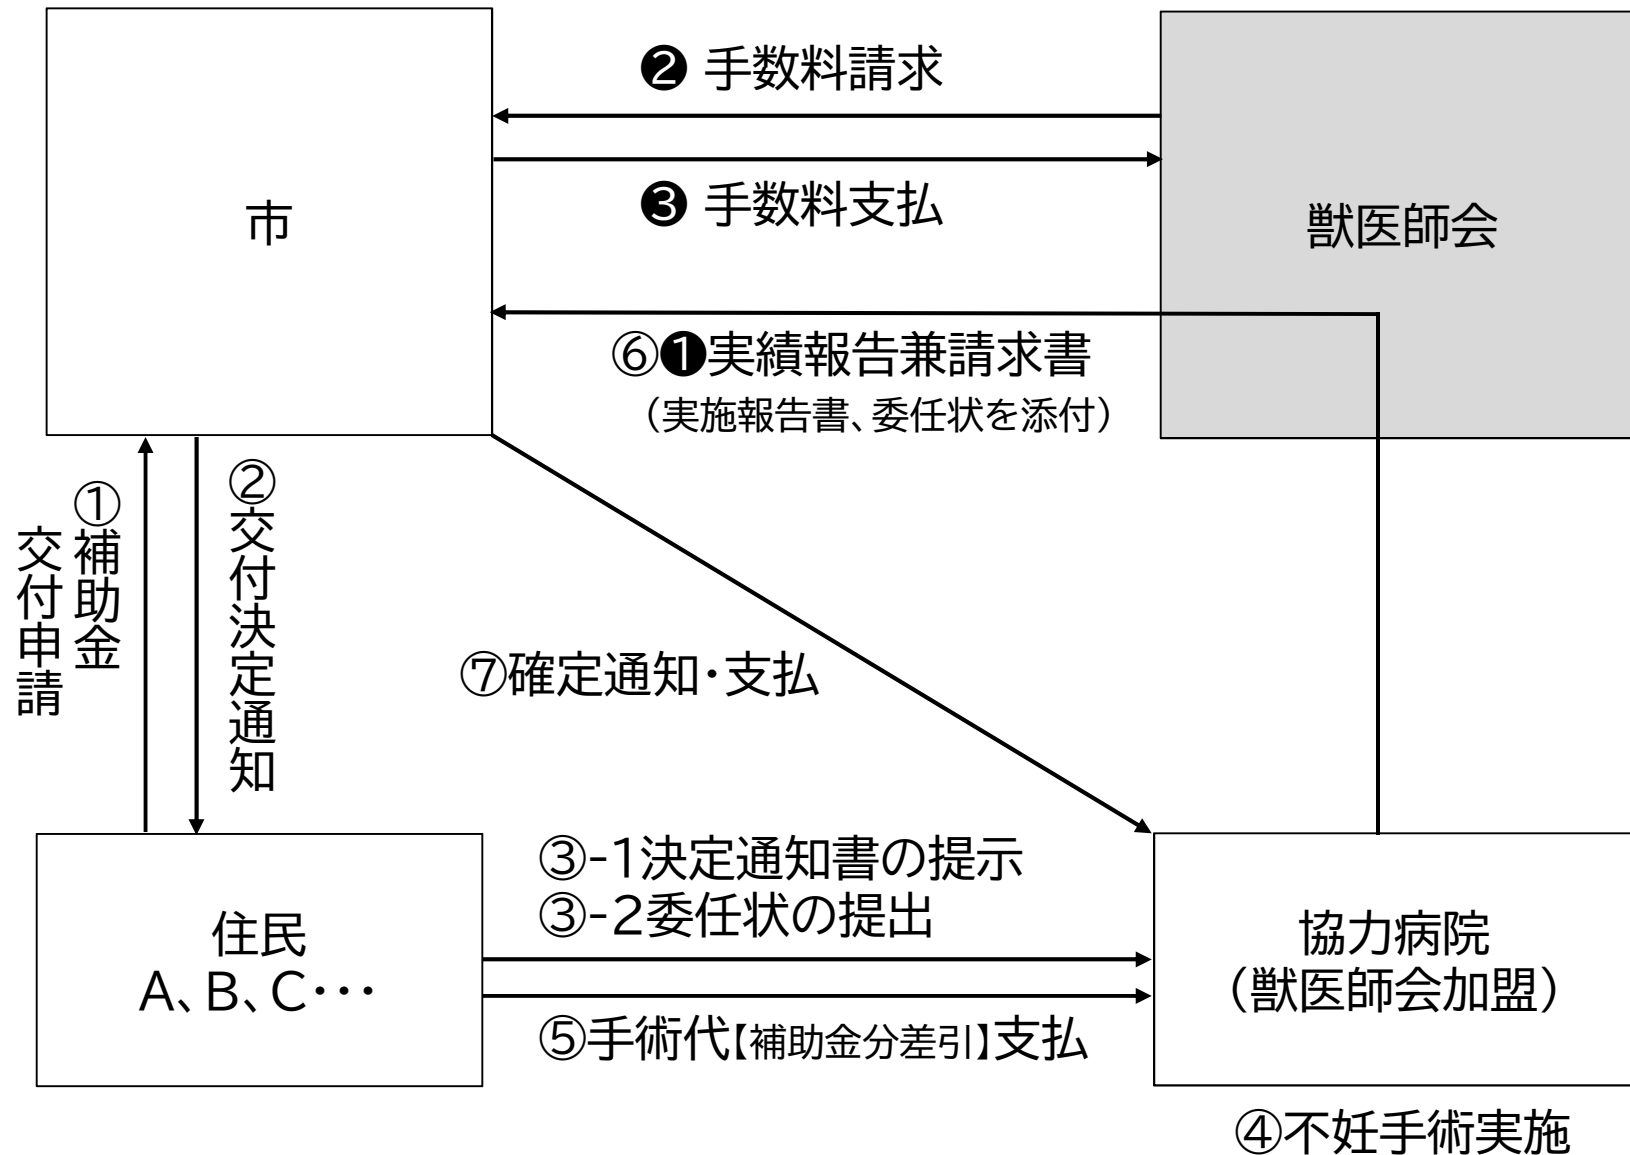 ❷ 手数料請求
❸ 手数料支払
市
獣医師会
⑥❶実績報告兼請求書
（実施報告書、委任状を添付）
①補助金
交付申請
②交付決定通知
⑦確定通知・支払
③-1決定通知書の提示
③-2委任状の提出
住民
A、B、C・・・
協力病院
（獣医師会加盟）
⑤手術代【補助金分差引】支払
④不妊手術実施